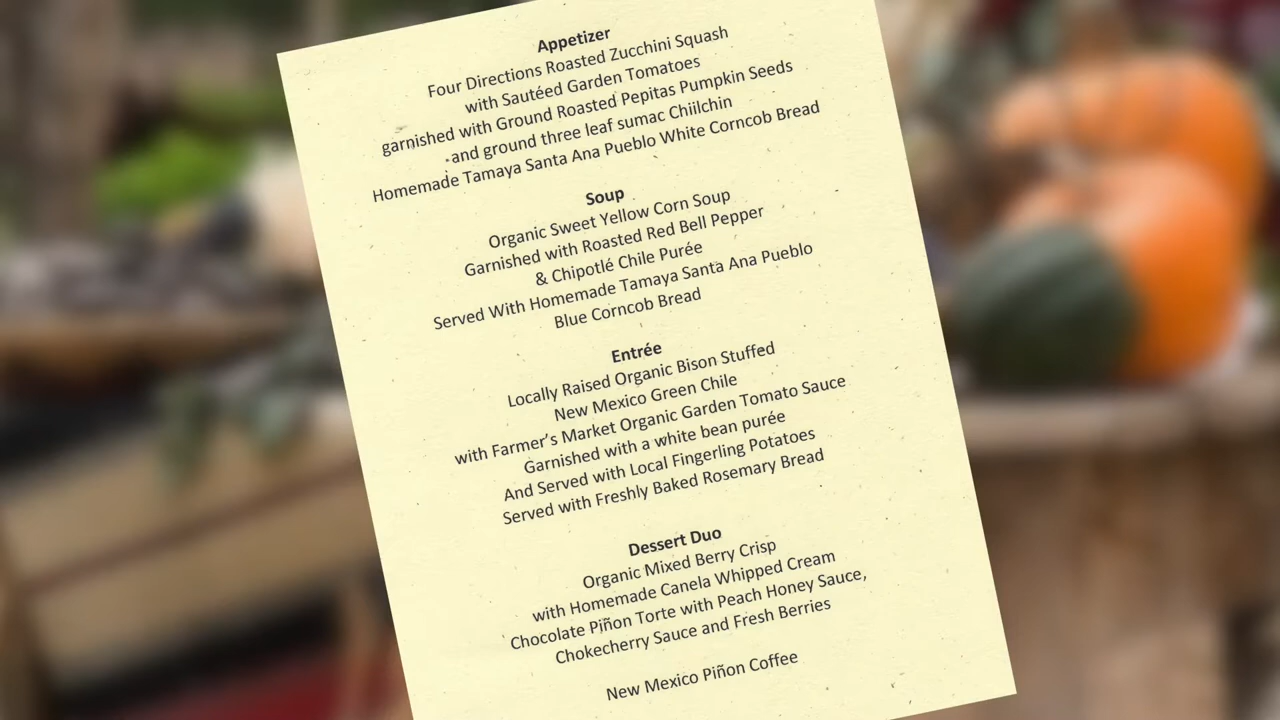 Appetizer
Four Directions Roasted Zucchini Squash
with Sautéed Garden Tomatoes
garnished with Ground Roasted Pepitas Pumpkin Seeds
and ground three leaf sumac Chiilchin
Homemade Tamaya Santa Ana Pueblo White Corncob Bread
Soup
Organic Sweet Yellow Corn Soup
Garnished with Roasted Red Bell Pepper
& Chipotlé Chile Purée
Served With Homemade Tamaya Santa Ana Pueblo
Blue Corncob Bread
Entrée
Locally Raised Organic Bison Stuffed
New Mexico Green Chile
with Farmer's Market Organic Garden Tomato Sauce
Garnished with a white bean purée
And Served with Local Fingerling Potatoes
Served with Freshly Baked Rosemary Bread
Dessert Duo
Organic Mixed Berry Crisp
with Homemade Canela Whipped Cream
Chocolate Piñon Torte with Peach Honey Sauce,
Chokecherry Sauce and Fresh Berries
New Mexico Piñon Coffee